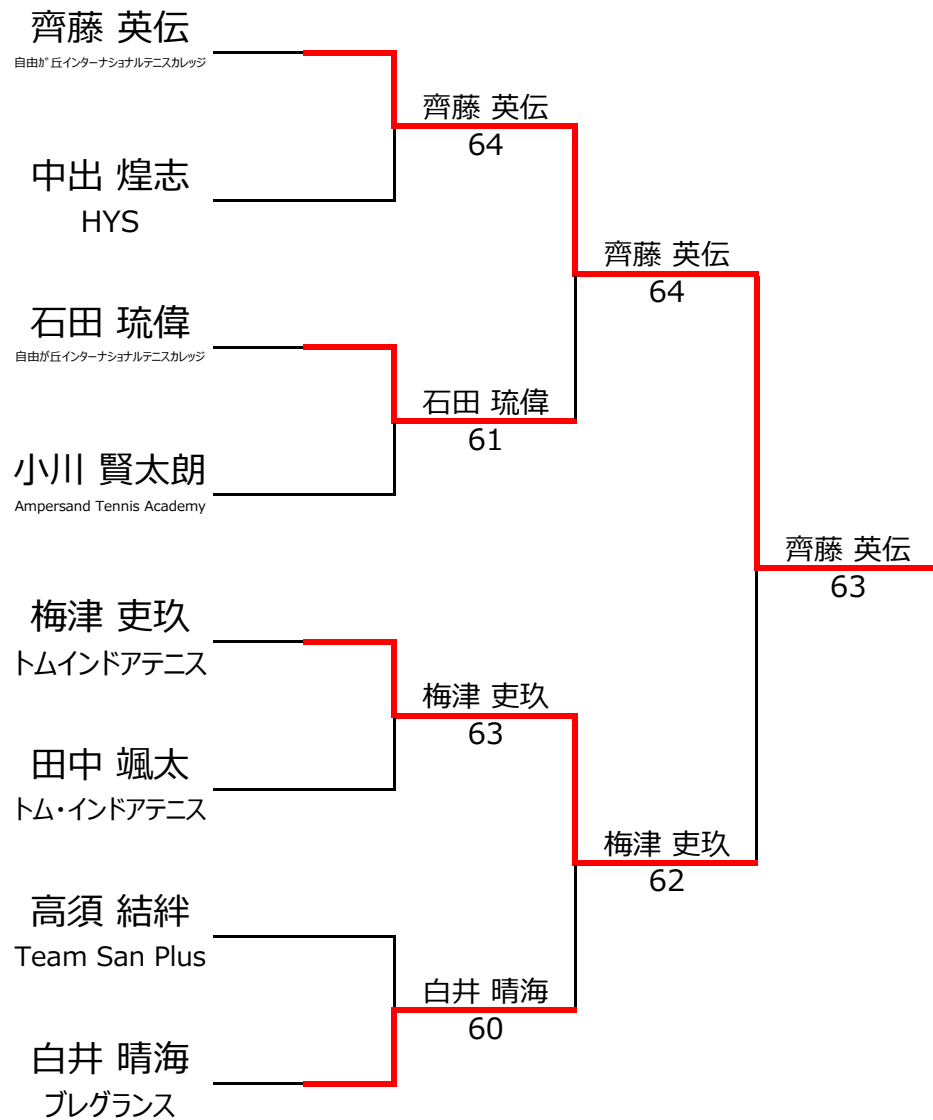 齊藤 英伝
自由が丘インターナショナルテニスカレッジ
齊藤 英伝
64
中出 煌志
HYS
齊藤 英伝
64
石田 琉偉
自由が丘インターナショナルテニスカレッジ
石田 琉偉
61
小川 賢太朗
Ampersand Tennis Academy
齊藤 英伝
63
梅津 吏玖
トムインドアテニス
梅津 吏玖
63
田中 颯太
トム・インドアテニス
梅津 吏玖
62
高須 結絆
Team San Plus
白井 晴海
60
白井 晴海
ブレグランス